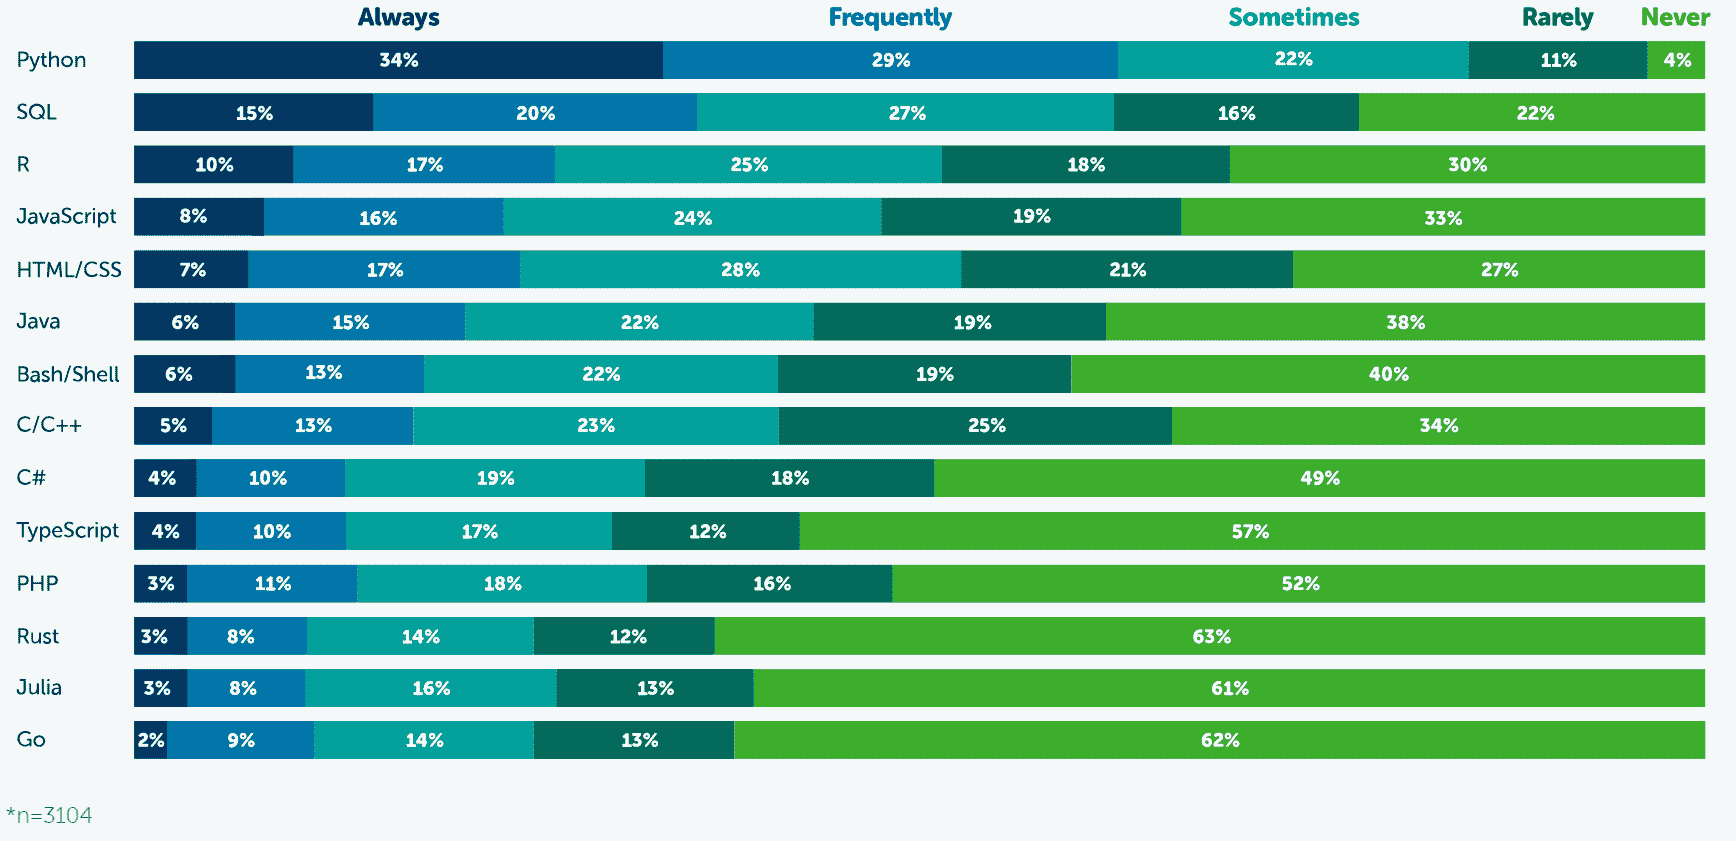 Always Frequently Sometimes Rarely Never
Python 34% 29% 22% 11% 4%
SQL 15% 20% 27% 16% 22%
R 10% 17% 25% 18% 30%
JavaScript 8% 16% 24% 19% 33%
HTML/CSS 7% 17% 28% 21% 27%
Java 6% 15% 22% 19% 38%
Bash/Shell 6% 13% 22% 19% 40%
C/C++ 5% 13% 23% 25% 34%
C# 4% 10% 19% 18% 49%
TypeScript 4% 10% 17% 12% 57%
PHP 3% 11% 18% 16% 52%
Rust 3% 8% 14% 12% 63%
Julia 3% 8% 16% 13% 61%
Go 2% 9% 14% 13% 62%
*n=3104